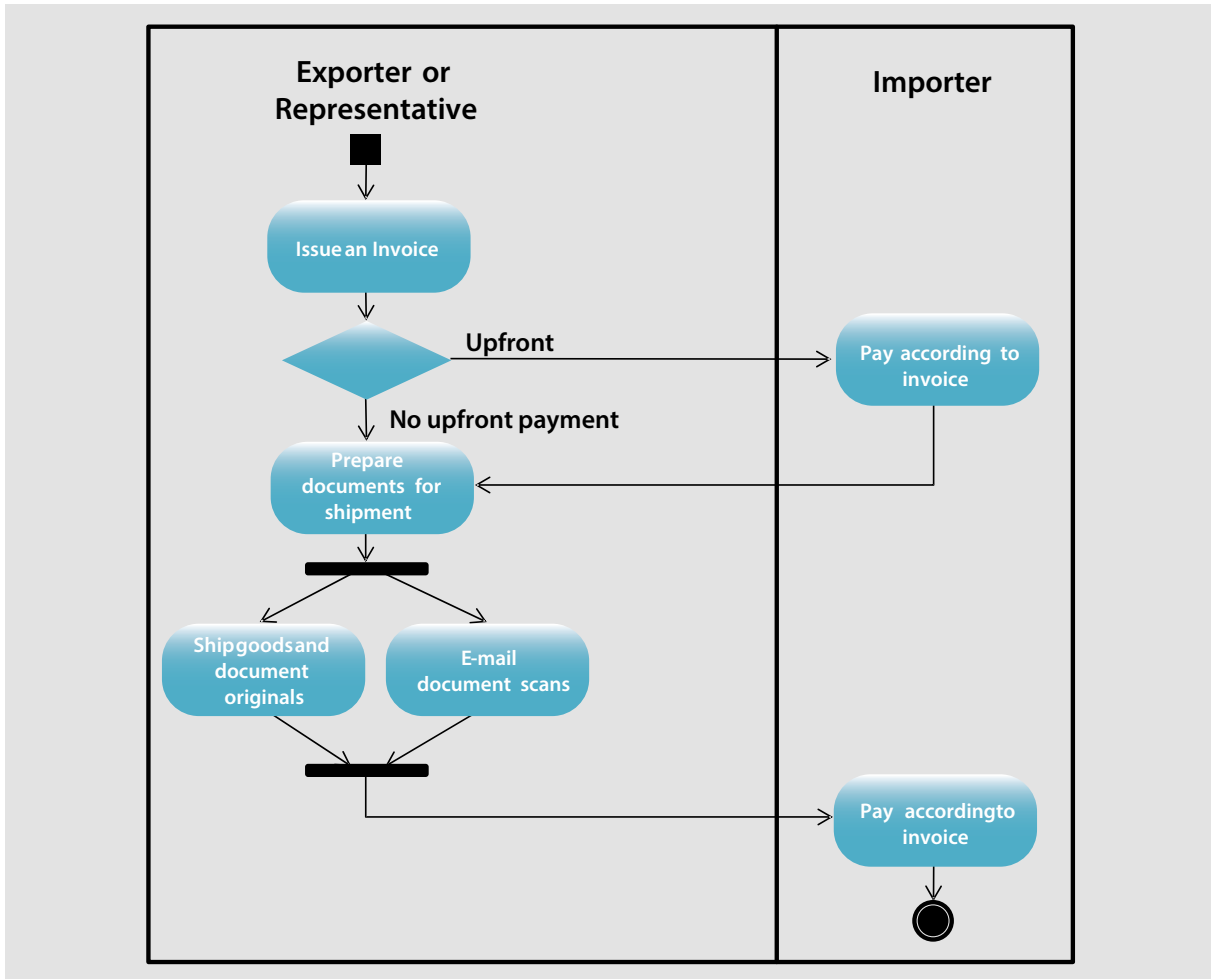 Exporter or
Representative
Importer
Issue an Invoice
Upfront
Pay according to
invoice
No upfront payment
Prepare
documents for
shipment
Ship goods and
document
originals
E-mail
document scans
Pay according to
invoice